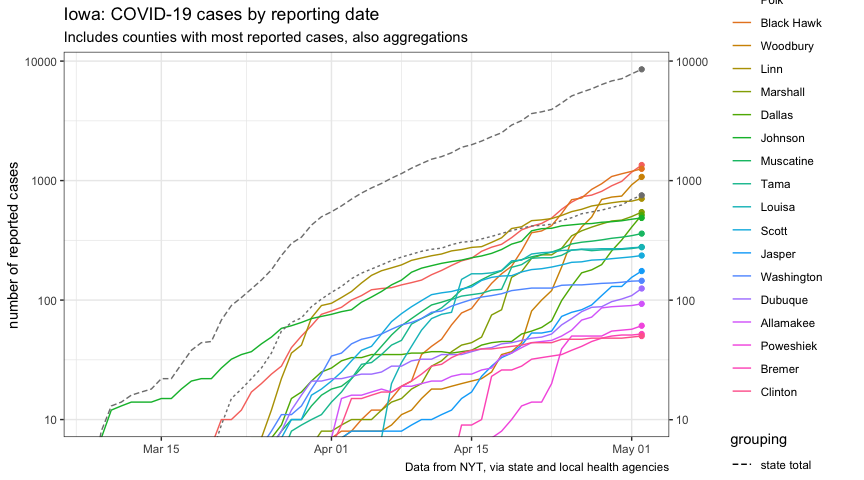 Iowa: COVID-19 cases by reporting date
Includes counties with most reported cases, also aggregations
number of reported cases
10000
1000
100
10
10000
1000
100
10
Mar 15
Apr 01
Apr 15
May 01
Data from NYT, via state and local health agencies
Polk
Black Hawk
Woodbury
Linn
Marshall
Dallas
Johnson
Muscatine
Tama
Louisa
Scott
Jasper
Washington
Dubuque
Allamakee
Poweshiek
Bremer
Clinton
grouping
state total